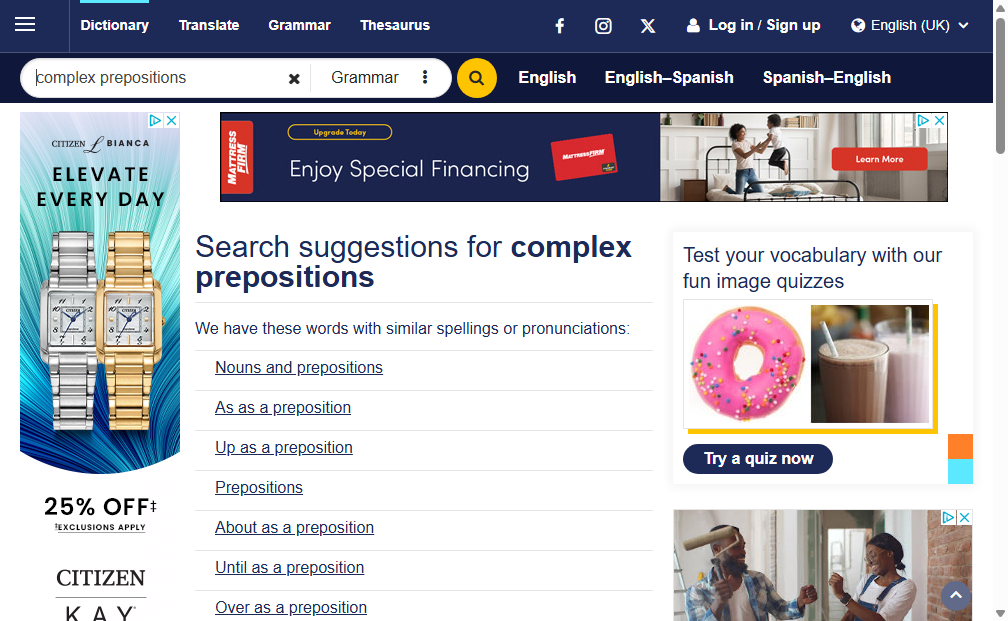 Dictionary Translate Grammar Thesaurus Log in / Sign up English (UK)
complex prepositions Grammar English English–Spanish Spanish–English
CITIZEN L BIANCA
ELEVATE
EVERY DAY
25% OFF‡
‡EXCLUSIONS APPLY
CITIZEN
KAY
MATTRESS FIRM
Upgrade Today
Enjoy Special Financing
MATTRESS FIRM
Learn More
Search suggestions for complex
prepositions
We have these words with similar spellings or pronunciations:
Nouns and prepositions
As as a preposition
Up as a preposition
Prepositions
About as a preposition
Until as a preposition
Over as a preposition
Test your vocabulary with our
fun image quizzes
Try a quiz now